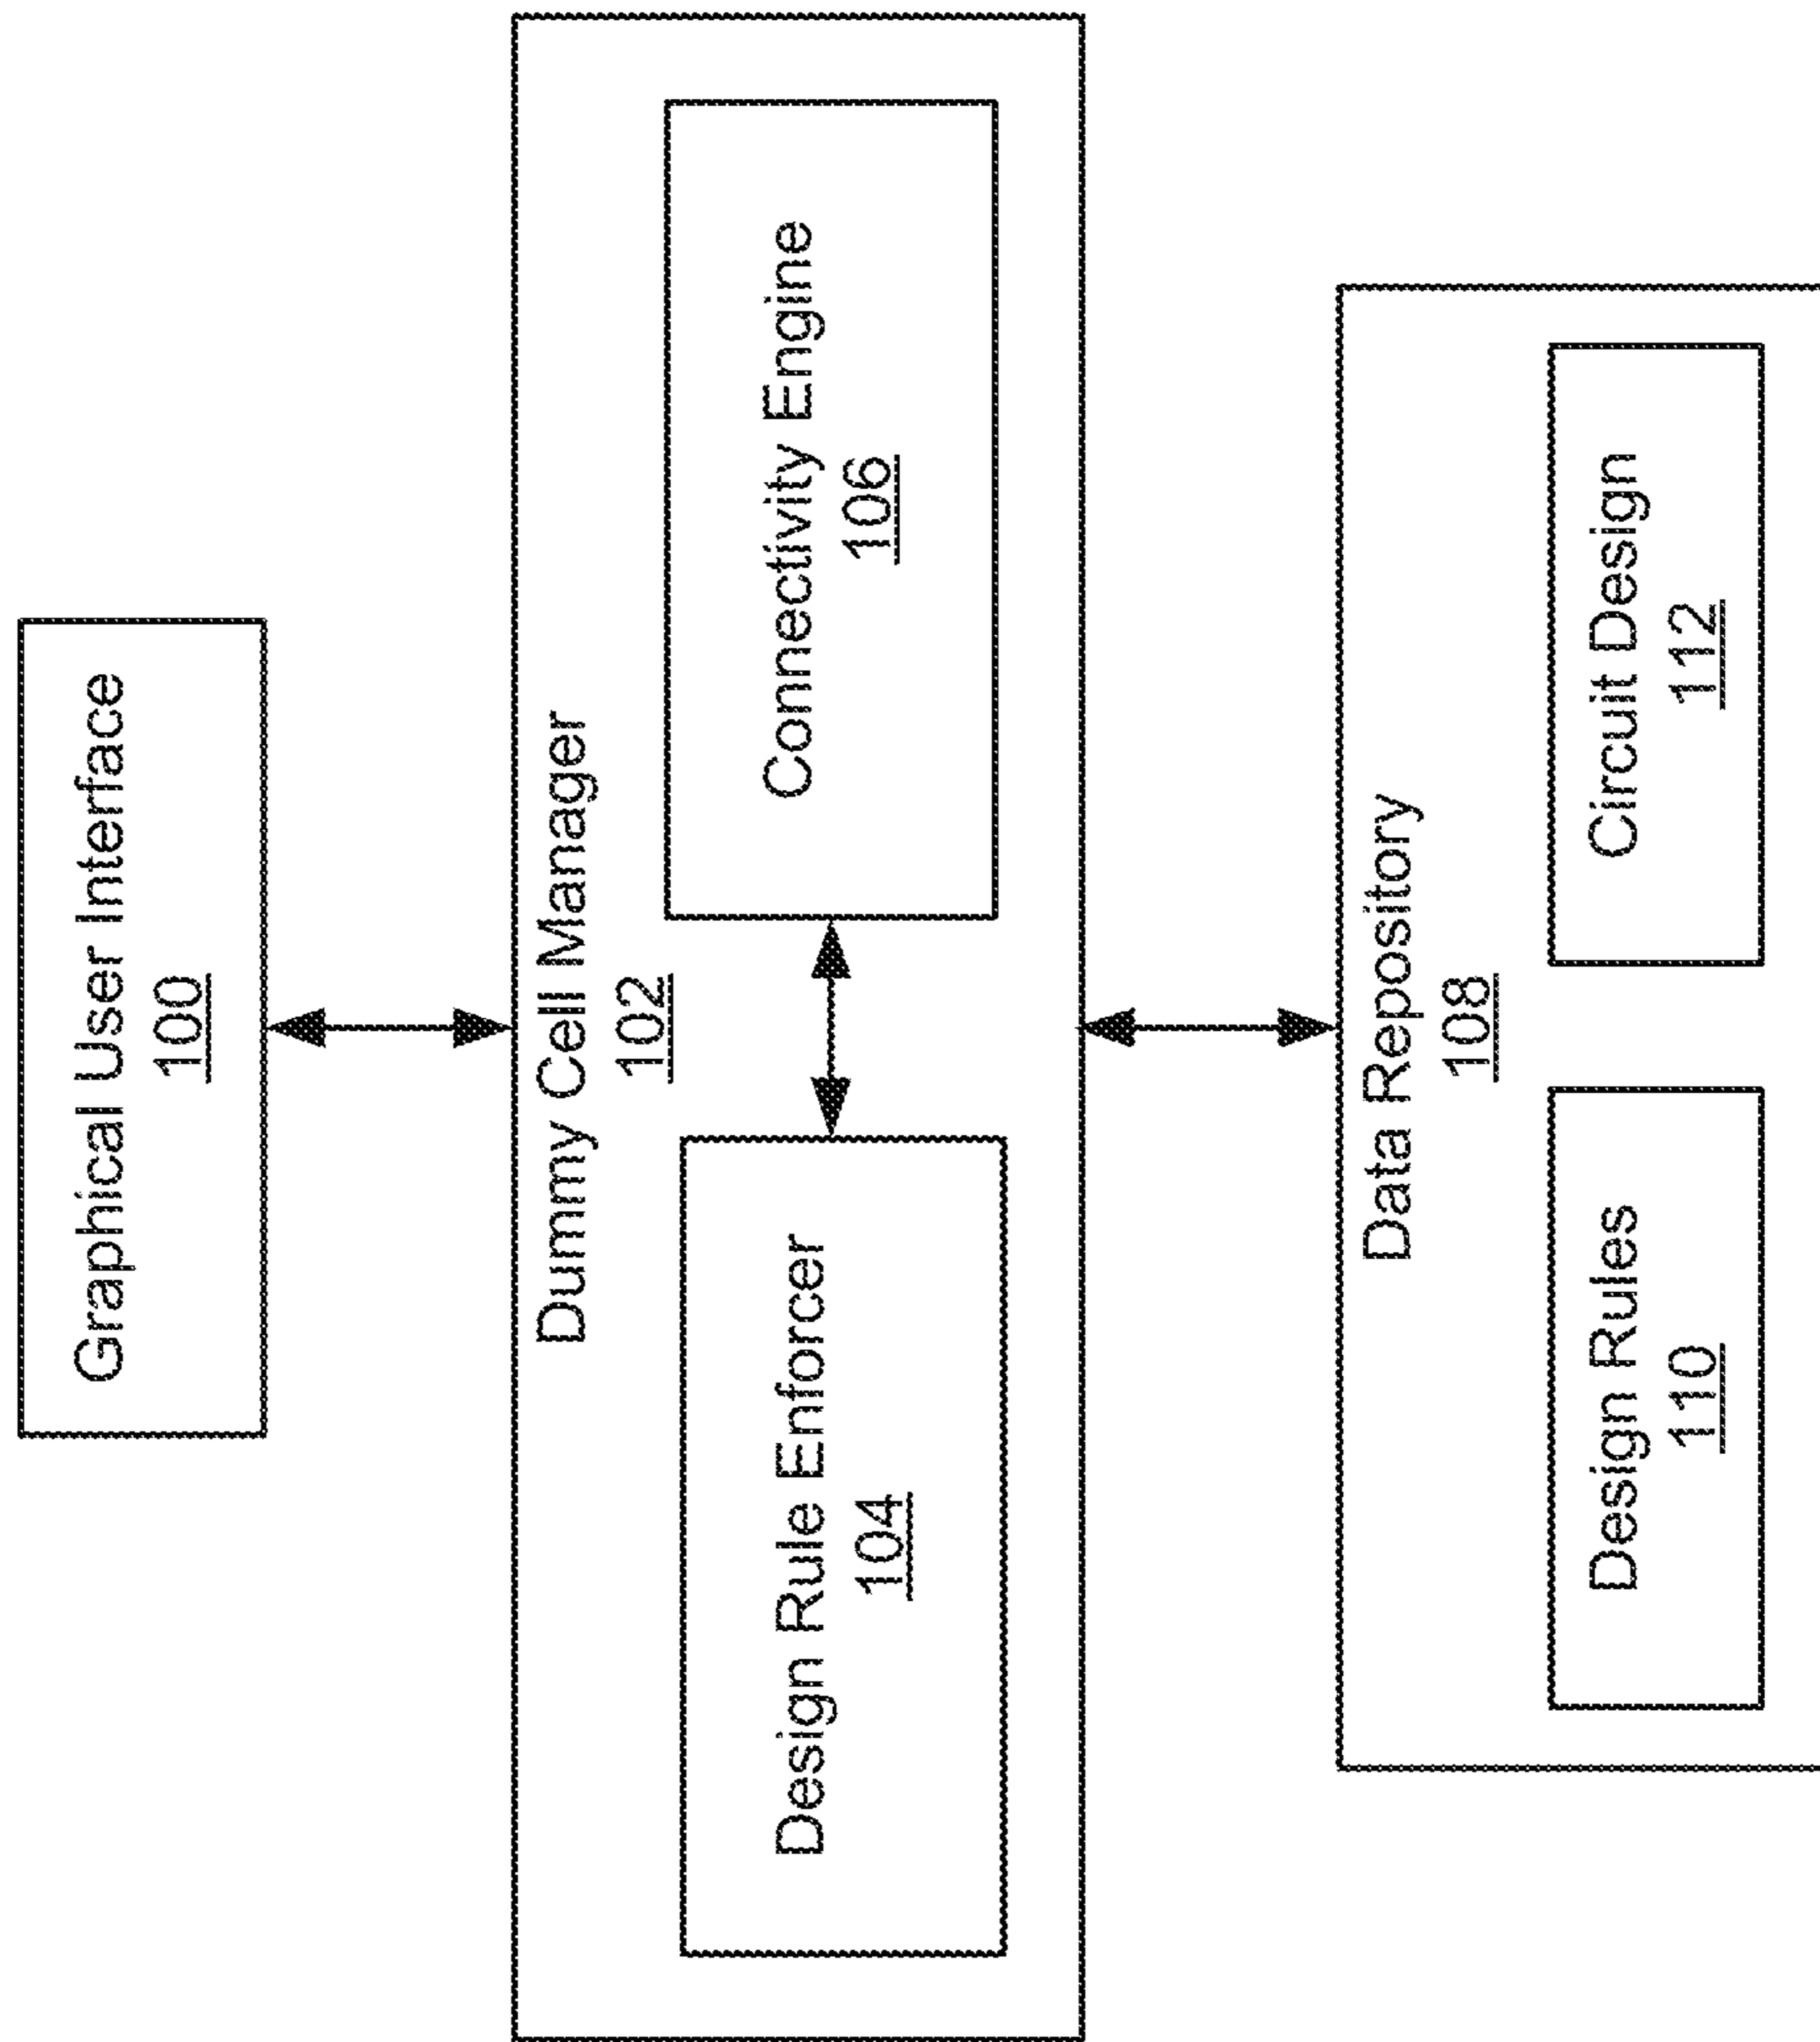 Graphical User Interface
100
Dummy Cell Manager
102
Design Rule Enforcer
104
Connectivity Engine
106
Data Repository
108
Design Rules
110
Circuit Design
112